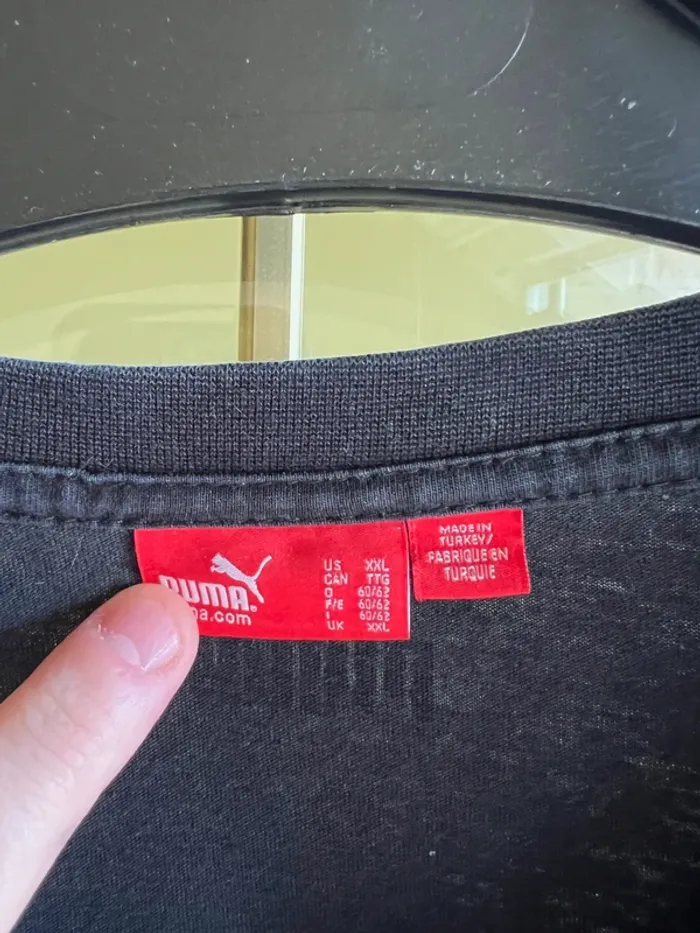 PUMA®
a.com
US XXL
CAN TTG
D 60/62
F/E 60/62
I 60/62
UK XXL
MADE IN
TURKEY/
FABRIQUE EN
TURQUIE